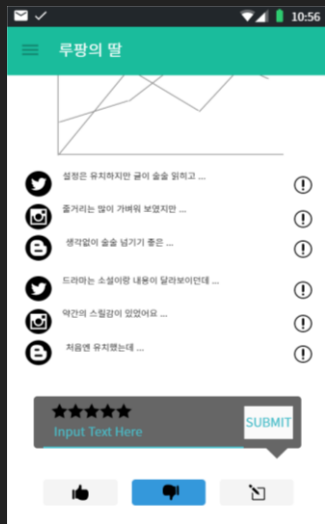 10:56
루팡의 딸
설정은 유치하지만 글이 술술 읽히고 ...
줄거리는 많이 가벼워 보였지만 ...
생각없이 술술 넘기기 좋은 ...
드라마는 소설이랑 내용이 달라보이던데 ...
약간의 스릴감이 있었어요 ...
처음엔 유치했는데 ...
Input Text Here
SUBMIT